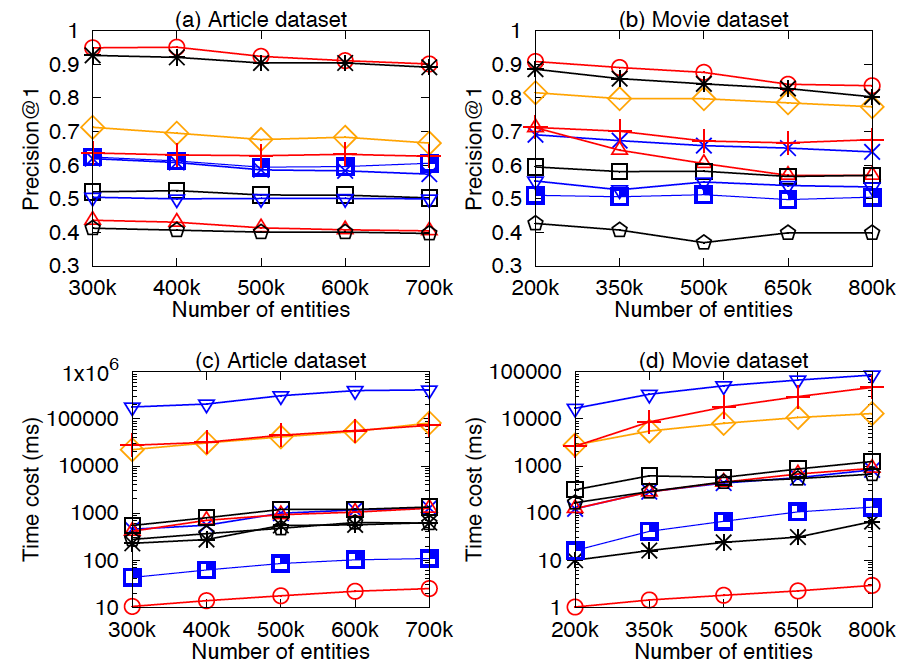 (a) Article dataset
Precision@1
1
0.9
0.8
0.7
0.6
0.5
0.4
0.3
300k 400k 500k 600k 700k
Number of entities
(b) Movie dataset
Precision@1
1
0.9
0.8
0.7
0.6
0.5
0.4
0.3
200k 350k 500k 650k 800k
Number of entities
(c) Article dataset
Time cost (ms)
1x10^6
100000
10000
1000
100
10
300k 400k 500k 600k 700k
Number of entities
(d) Movie dataset
Time cost (ms)
100000
10000
1000
100
10
1
200k 350k 500k 650k 800k
Number of entities